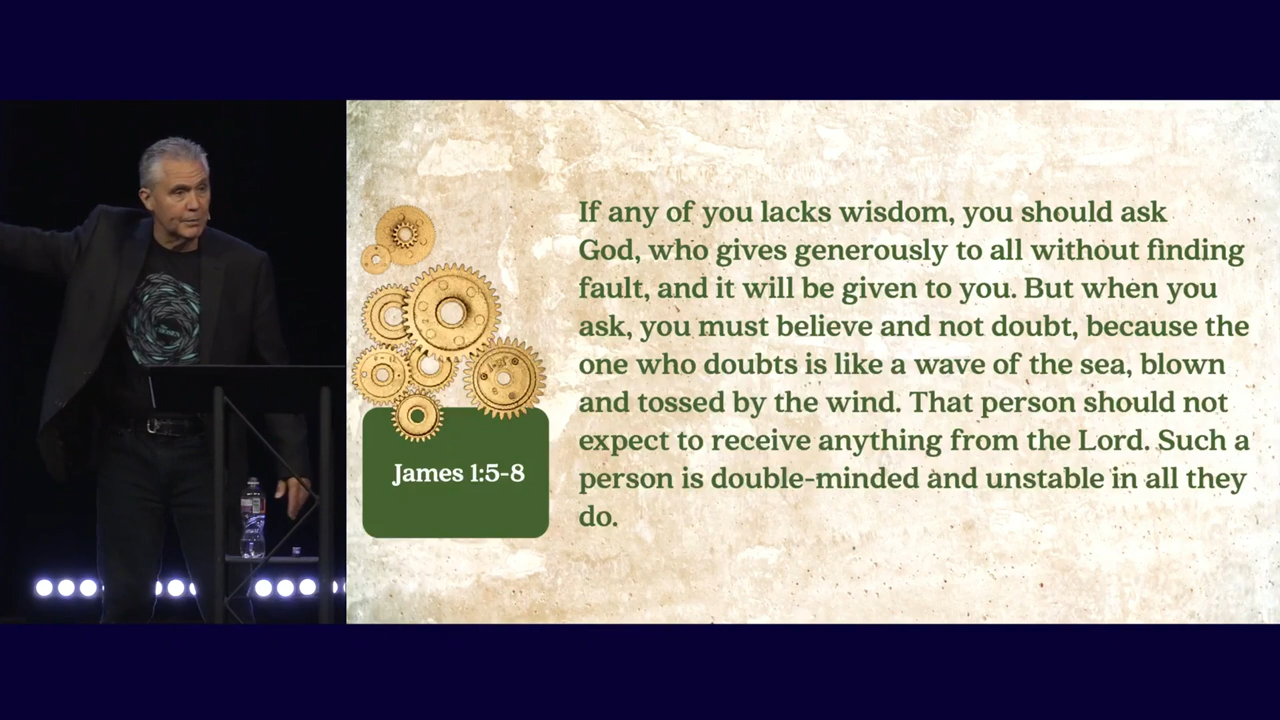 If any of you lacks wisdom, you should ask
God, who gives generously to all without finding
fault, and it will be given to you. But when you
ask, you must believe and not doubt, because the
one who doubts is like a wave of the sea, blown
and tossed by the wind. That person should not
expect to receive anything from the Lord. Such a
person is double-minded and unstable in all they
do.
James 1:5-8